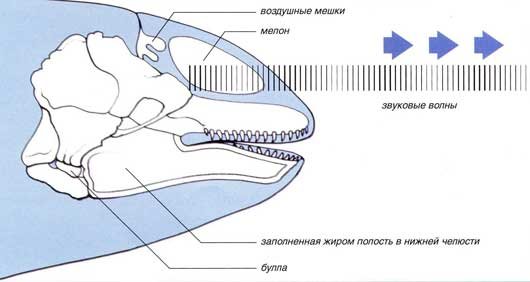 воздушные мешки
мелон
звуковые волны
заполненная жиром полость в нижней челюсти
булла